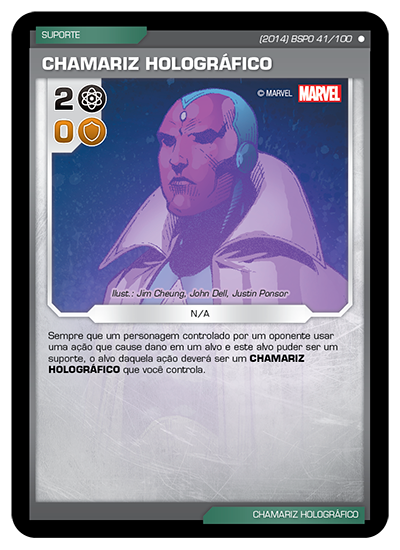 SUPORTE
(2014) BSPO 41/100
CHAMARIZ HOLOGRÁFICO
2
© MARVEL MARVEL
0
Illust.: Jim Cheung, John Dell, Justin Ponsor
N/A
Sempre que um personagem controlado por um oponente usar
uma ação que cause dano em um alvo e este alvo puder ser um
suporte, o alvo daquela ação deverá ser um CHAMARIZ
HOLOGRÁFICO que você controla.
CHAMARIZ HOLOGRÁFICO